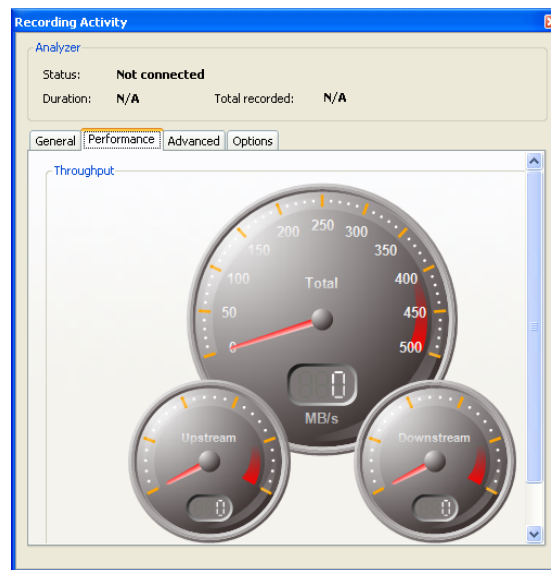 Recording Activity
Analyzer
Status: Not connected
Duration: N/A Total recorded: N/A
General Performance Advanced Options
Throughput
250
200 300
150 350
100 Total 400
50 450
0 500
0
MB/s
Upstream Downstream
0 0